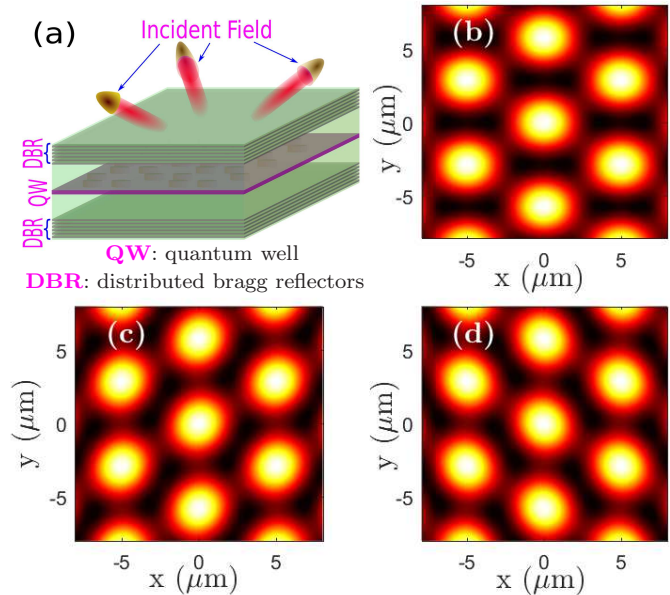 (a)
Incident Field
DBR
QW
DBR
QW: quantum well
DBR: distributed bragg reflectors
(b)
y (μm)
5
0
-5
-5 0 5
x (μm)
(c)
y (μm)
5
0
-5
-5 0 5
x (μm)
(d)
y (μm)
5
0
-5
-5 0 5
x (μm)